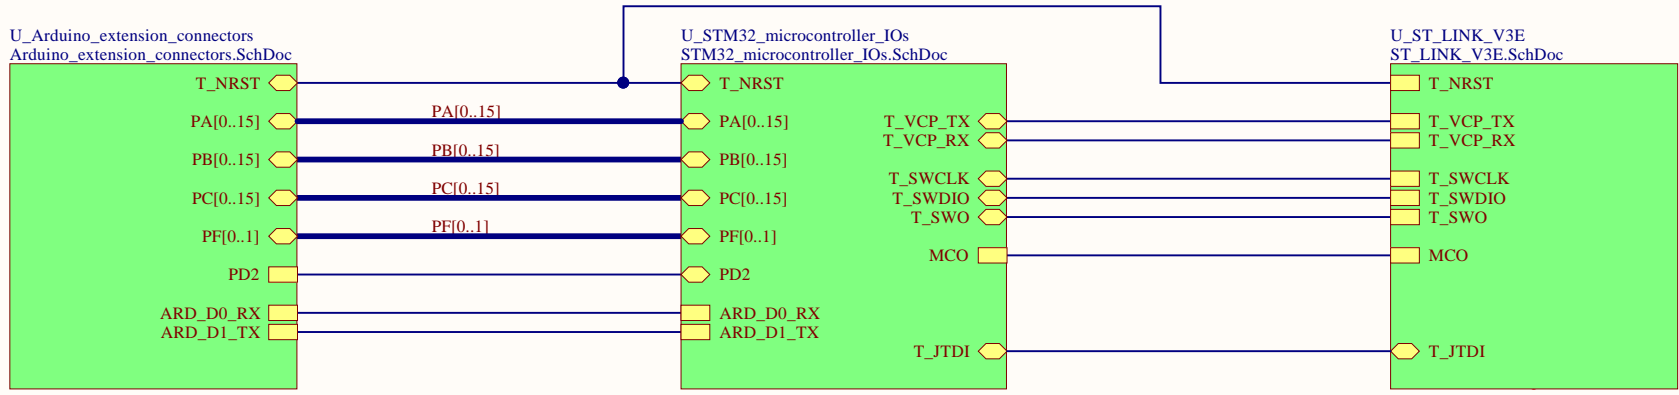 U_Arduino_extension_connectors
Arduino_extension_connectors.SchDoc
T_NRST
PA[0..15]
PB[0..15]
PC[0..15]
PF[0..1]
PD2
ARD_D0_RX
ARD_D1_TX
PA[0..15]
PB[0..15]
PC[0..15]
PF[0..1]
U_STM32_microcontroller_IOs
STM32_microcontroller_IOs.SchDoc
T_NRST
PA[0..15]
PB[0..15]
PC[0..15]
PF[0..1]
PD2
ARD_D0_RX
ARD_D1_TX
T_VCP_TX
T_VCP_RX
T_SWCLK
T_SWDIO
T_SWO
MCO
T_JTDI
U_ST_LINK_V3E
ST_LINK_V3E.SchDoc
T_NRST
T_VCP_TX
T_VCP_RX
T_SWCLK
T_SWDIO
T_SWO
MCO
T_JTDI